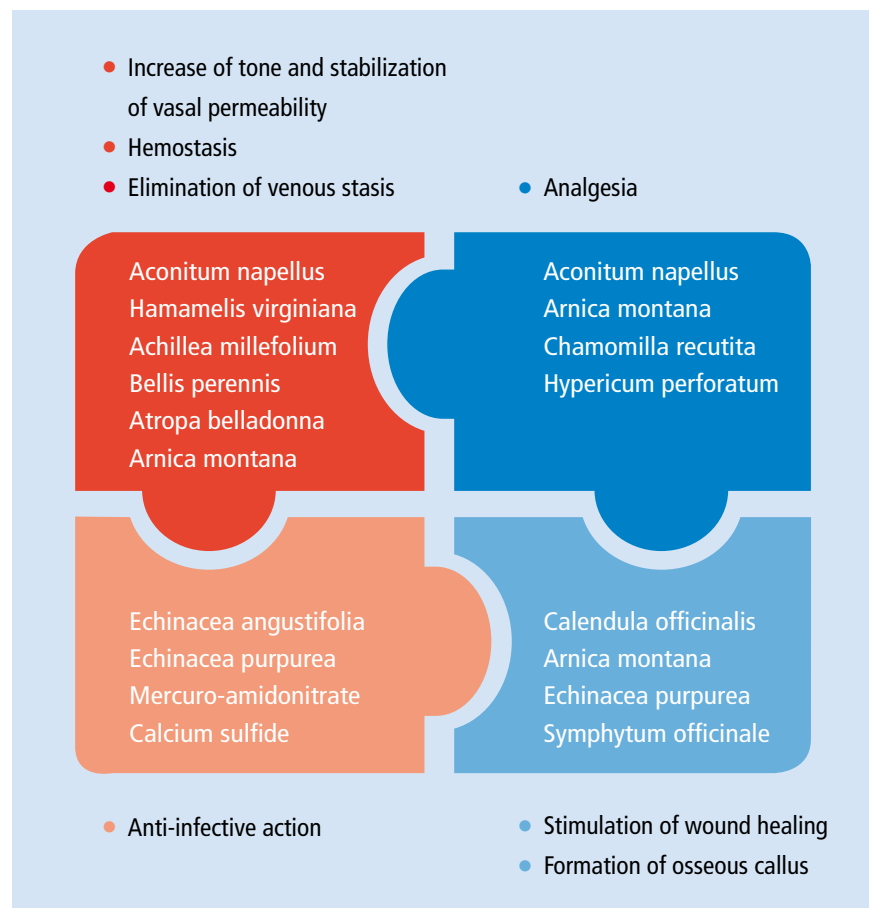 • Increase of tone and stabilization
of vasal permeability
• Hemostasis
• Elimination of venous stasis
• Analgesia
Aconitum napellus
Hamamelis virginiana
Achillea millefolium
Bellis perennis
Atropa belladonna
Arnica montana
Aconitum napellus
Arnica montana
Chamomilla recutita
Hypericum perforatum
Echinacea angustifolia
Echinacea purpurea
Mercuro-amidonitrate
Calcium sulfide
Calendula officinalis
Arnica montana
Echinacea purpurea
Symphytum officinale
• Anti-infective action
• Stimulation of wound healing
• Formation of osseous callus